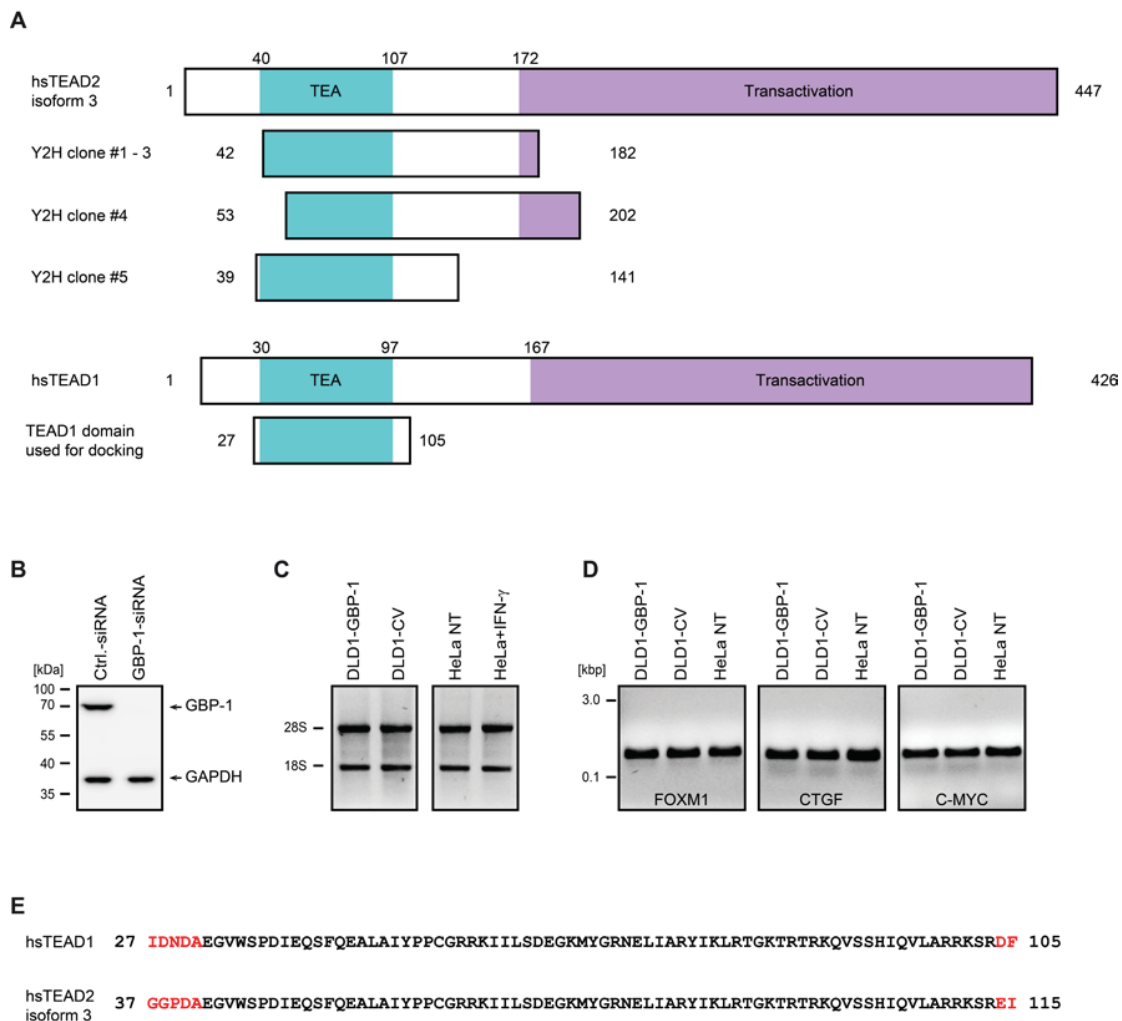 A
40 107 172
hsTEAD2
isoform 3
1 TEA Transactivation 447
Y2H clone #1 - 3 42 182
Y2H clone #4 53 202
Y2H clone #5 39 141
30 97 167
hsTEAD1 1 TEA Transactivation 426
TEAD1 domain
used for docking
27 105
B
Ctrl.-siRNA
GBP-1-siRNA
[kDa]
100
70
55
40
35
GBP-1
GAPDH
C
DLD1-GBP-1
DLD1-CV
HeLa NT
HeLa+IFN-γ
28S
18S
D
DLD1-GBP-1
DLD1-CV
HeLa NT
DLD1-GBP-1
DLD1-CV
HeLa NT
DLD1-GBP-1
DLD1-CV
HeLa NT
[kbp]
3.0
0.1
FOXM1 CTGF C-MYC
E
hsTEAD1 27 IDNDAEGVWSPDIEQSFQEALAIYPPCGRRKIILSDEGKMYGRNELIARYIKLRTGKTRTRKQVSSHIQVLARRKSRDF 105
hsTEAD2
isoform 3
37 GGPDAEGVWSPDIEQSFQEALAIYPPCGRRKIILSDEGKMYGRNELIARYIKLRTGKTRTRKQVSSHIQVLARRKSREI 115